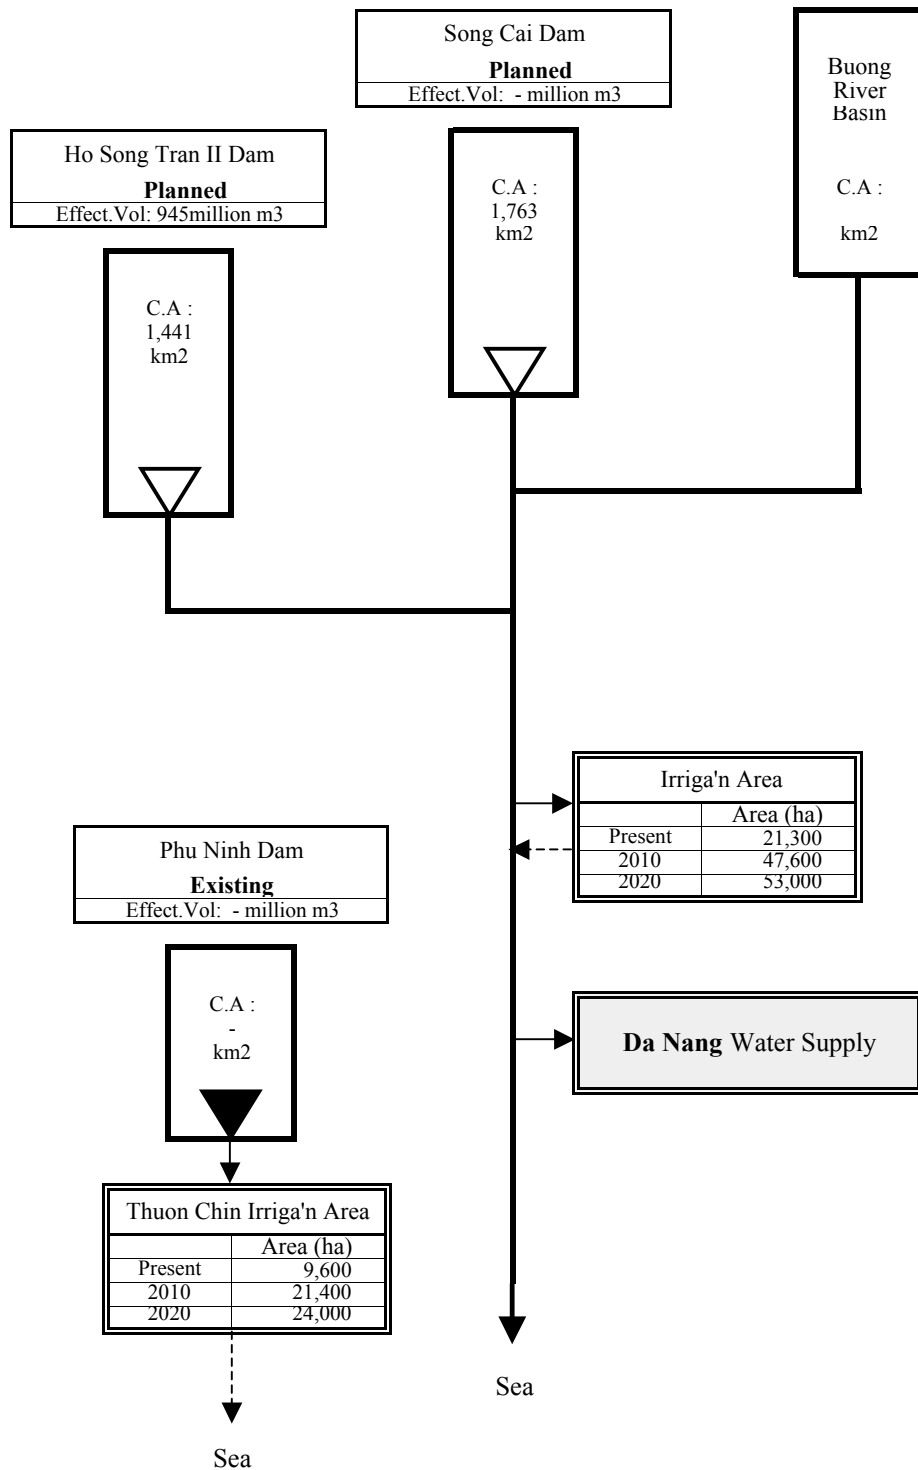 Song Cai Dam
Planned
Effect.Vol: - million m3
Buong
River
Basin
C.A :
km2
Ho Song Tran II Dam
Planned
Effect.Vol: 945million m3
C.A :
1,763
km2
C.A :
1,441
km2
Irriga'n Area
Area (ha)
Present 21,300
2010 47,600
2020 53,000
Phu Ninh Dam
Existing
Effect.Vol: - million m3
C.A :
-
km2
Da Nang Water Supply
Thuon Chin Irriga'n Area
Area (ha)
Present 9,600
2010 21,400
2020 24,000
Sea
Sea